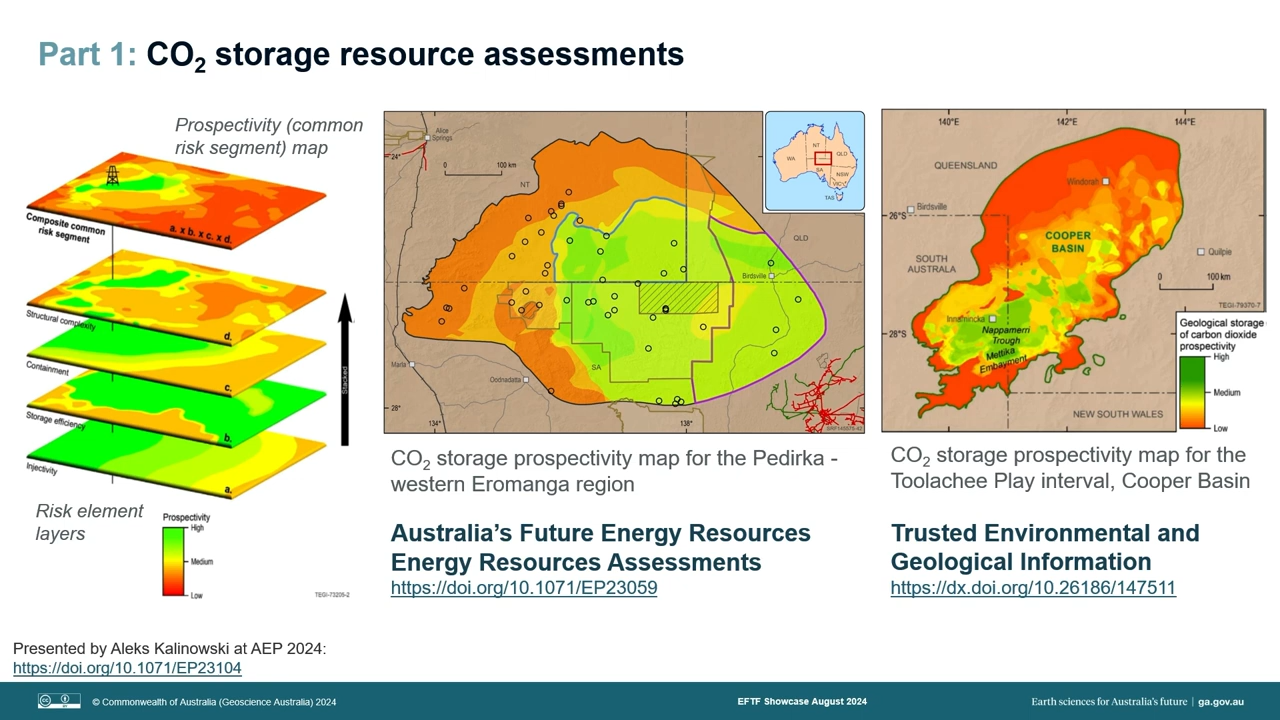 Part 1: CO2 storage resource assessments
Prospectivity (common
risk segment) map
Composite common
risk segment
a. x b. x c. x d.
Structural complexity
d.
Containment
c.
Storage efficiency
b.
Injectivity
a.
Stacked
Risk element
layers
Prospectivity
High
Medium
Low
TEGI-73205-2
Alice
Springs
24°
0 100 km
NT
QLD
Birdsville
SA
Marla
Oodnadatta
28°
134°
138°
WA
NT
QLD
SA
NSW
VIC
TAS
CO2 storage prospectivity map for the Pedirka -
western Eromanga region
Australia’s Future Energy Resources
Energy Resources Assessments
https://doi.org/10.1071/EP23059
140°E
142°E
144°E
QUEENSLAND
Windorah
Birdsville
26°S
COOPER
BASIN
Quilpie
SOUTH
AUSTRALIA
0 100 km
TEGI-79370-7
Innamincka
Nappamerri
Trough
28°S
Mettika
Embayment
NEW SOUTH WALES
Geological storage
of carbon dioxide
prospectivity
High
Medium
Low
CO2 storage prospectivity map for the
Toolachee Play interval, Cooper Basin
Trusted Environmental and
Geological Information
https://dx.doi.org/10.26186/147511
Presented by Aleks Kalinowski at AEP 2024:
https://doi.org/10.1071/EP23104
© Commonwealth of Australia (Geoscience Australia) 2024
EFTF Showcase August 2024
Earth sciences for Australia’s future | ga.gov.au